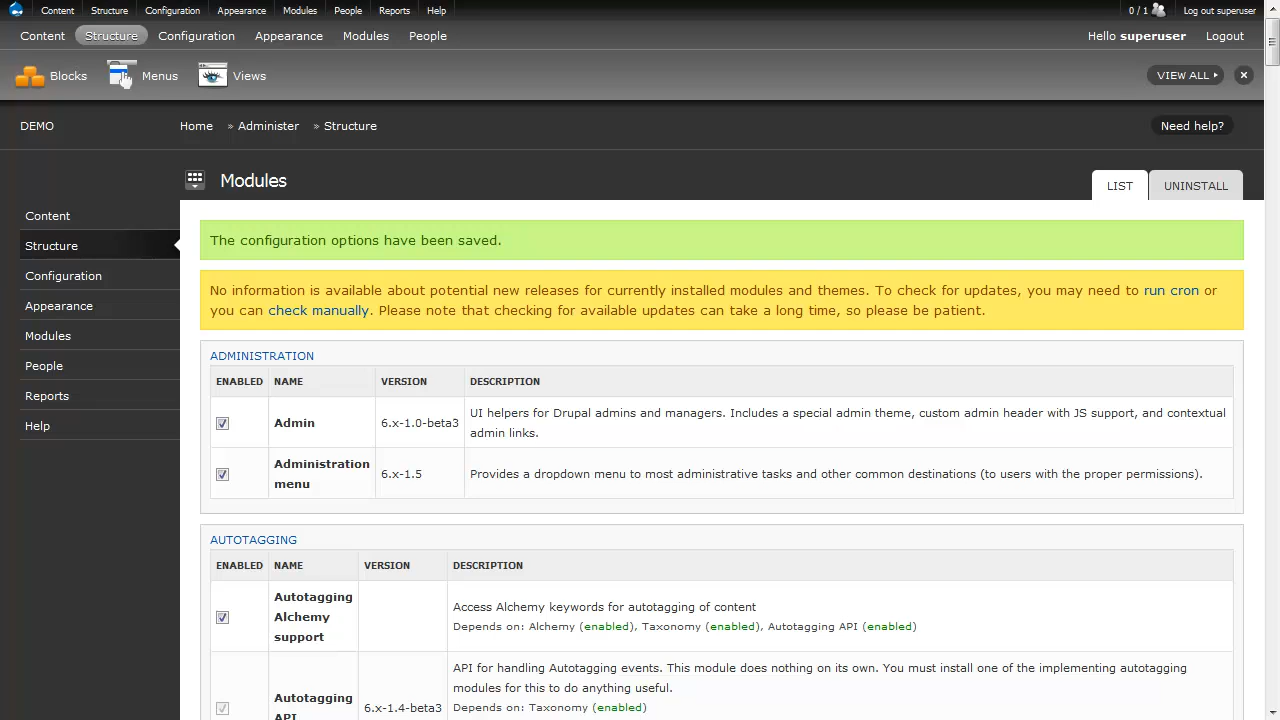 Content Structure Configuration Appearance Modules People Reports Help 0 / 1 Log out superuser
Content Structure Configuration Appearance Modules People Hello superuser Logout
Blocks Menus Views VIEW ALL
DEMO Home » Administer » Structure Need help?
Modules LIST UNINSTALL
Content
Structure
Configuration
Appearance
Modules
People
Reports
Help
The configuration options have been saved.
No information is available about potential new releases for currently installed modules and themes. To check for updates, you may need to run cron or
you can check manually. Please note that checking for available updates can take a long time, so please be patient.
ADMINISTRATION
ENABLED NAME VERSION DESCRIPTION
Admin 6.x-1.0-beta3 UI helpers for Drupal admins and managers. Includes a special admin theme, custom admin header with JS support, and contextual
admin links.
Administration
menu 6.x-1.5 Provides a dropdown menu to most administrative tasks and other common destinations (to users with the proper permissions).
AUTOTAGGING
ENABLED NAME VERSION DESCRIPTION
Autotagging
Alchemy
support
Access Alchemy keywords for autotagging of content
Depends on: Alchemy (enabled), Taxonomy (enabled), Autotagging API (enabled)
Autotagging
API 6.x-1.4-beta3
API for handling Autotagging events. This module does nothing on its own. You must install one of the implementing autotagging
modules for this to do anything useful.
Depends on: Taxonomy (enabled)